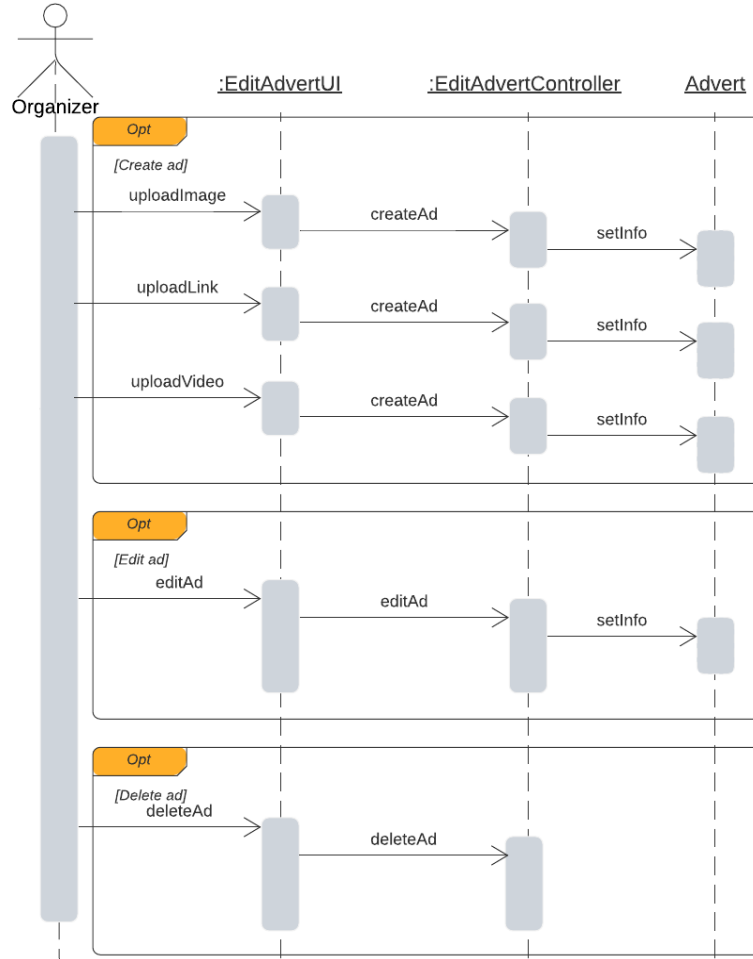 :EditAdvertUI
:EditAdvertController
Advert
Organizer
Opt
[Create ad]
uploadImage
createAd
setInfo
uploadLink
createAd
setInfo
uploadVideo
createAd
setInfo
Opt
[Edit ad]
editAd
editAd
setInfo
Opt
[Delete ad]
deleteAd
deleteAd